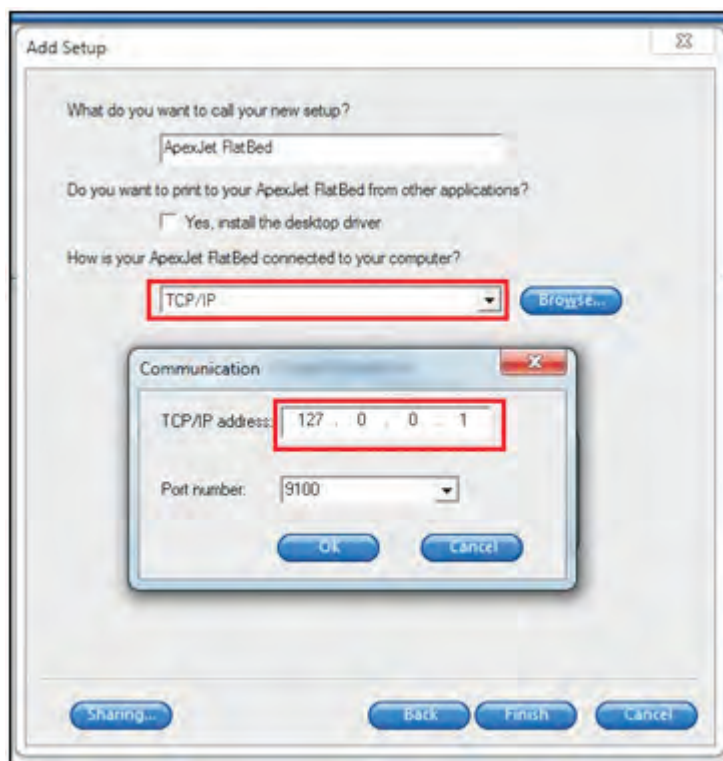 Add Setup
What do you want to call your new setup?
ApexJet FlatBed
Do you want to print to your ApexJet FlatBed from other applications?
Yes, install the desktop driver
How is your ApexJet FlatBed connected to your computer?
TCP/IP
Browse...
Communication
TCP/IP address: 127 . 0 . 0 . 1
Port number: 9100
Ok Cancel
Sharing... Back Finish Cancel